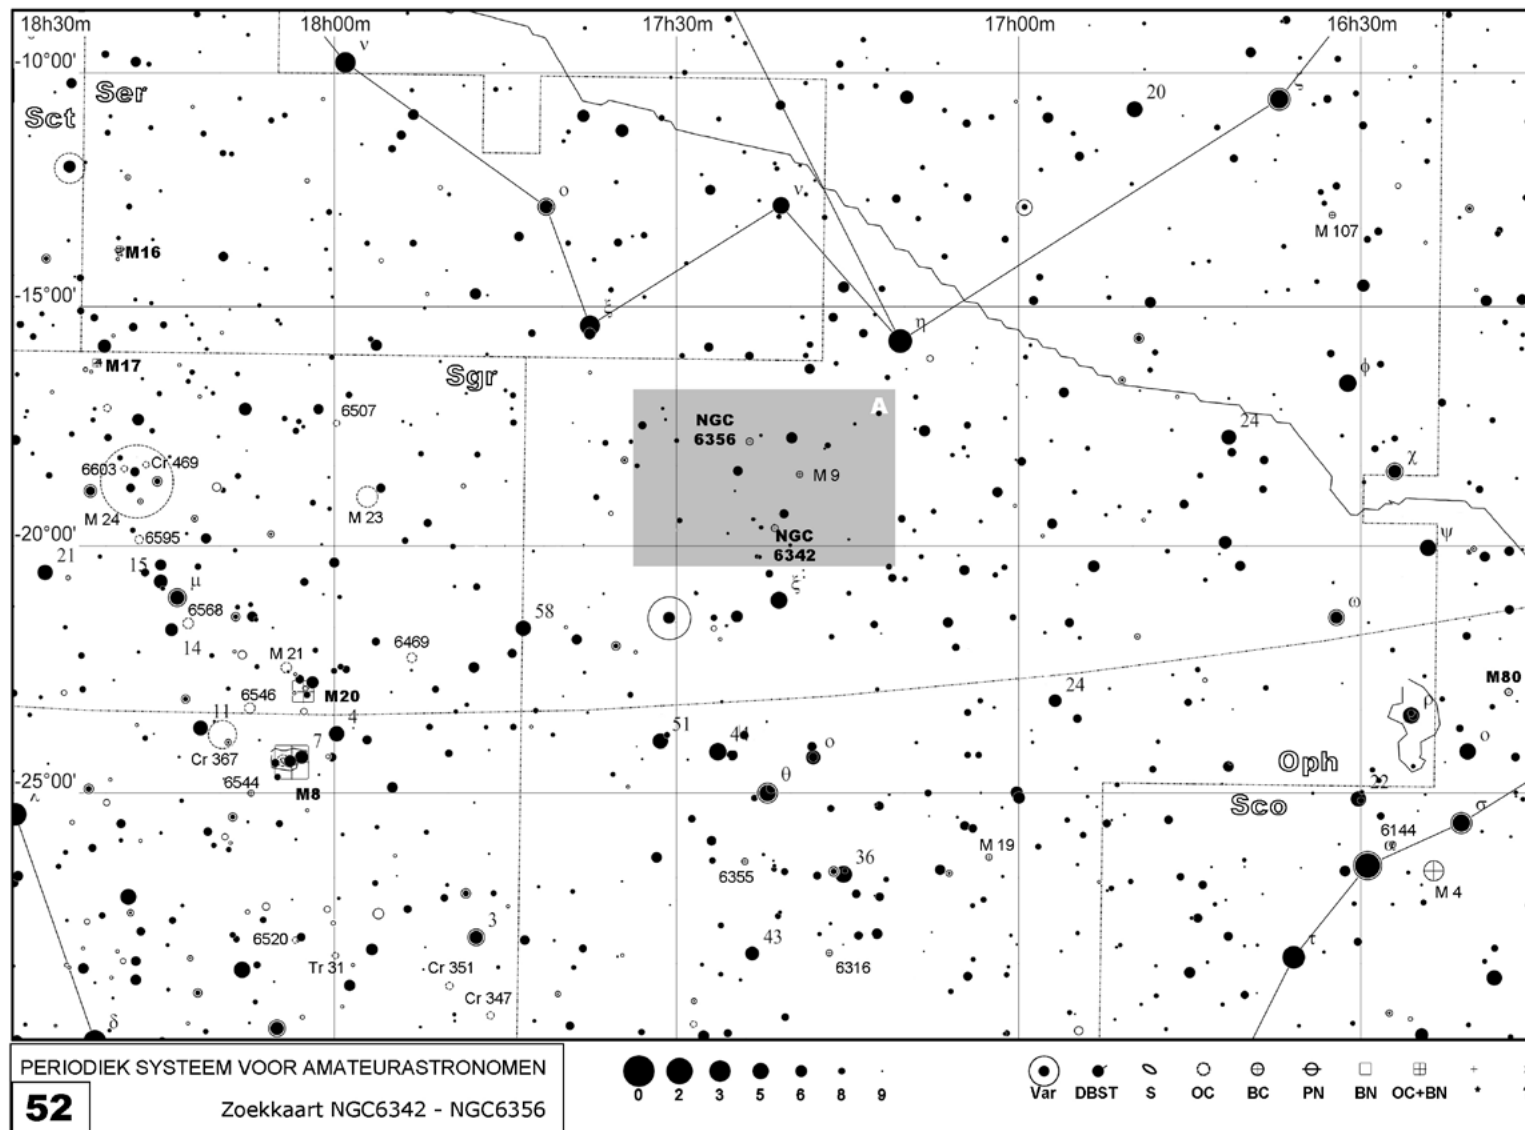 18h30m 18h00m 17h30m 17h00m 16h30m
-10°00'
ν
ζ
Ser
20
Sct
ο
ν
M 107
M16
-15°00'
ξ
η
M17
Sgr
φ
A
6507
NGC
6356
24
χ
6603
Cr 469
M 9
M 24
M 23
6595
-20°00'
NGC
6342
ψ
21
15
μ
ξ
6568
58
ω
14
M 21
6469
M20
6546
24
M80
11
4
51
44
ο
ρ
ο
Cr 367
7
Oph
-25°00'
6544
M8
θ
22
Sco
σ
λ
6144
α
M 19
36
6355
M 4
3
43
τ
6520
Tr 31
Cr 351
6316
Cr 347
δ
PERIODIEK SYSTEEM VOOR AMATEURASTRONOMEN
52
Zoekkaart NGC6342 - NGC6356
0 2 3 5 6 8 9
Var DBST S OC BC PN BN OC+BN *